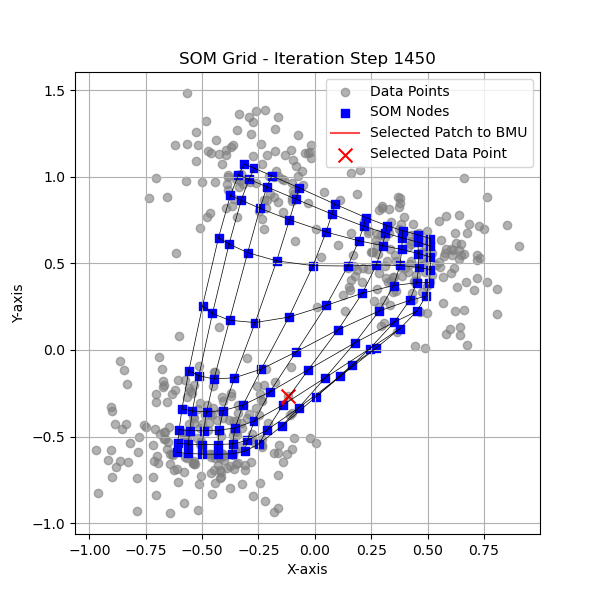 SOM Grid - Iteration Step 1450
Data Points
SOM Nodes
Selected Patch to BMU
Selected Data Point
1.5
1.0
0.5
0.0
−0.5
−1.0
Y-axis
−1.00
−0.75
−0.50
−0.25
0.00
0.25
0.50
0.75
X-axis